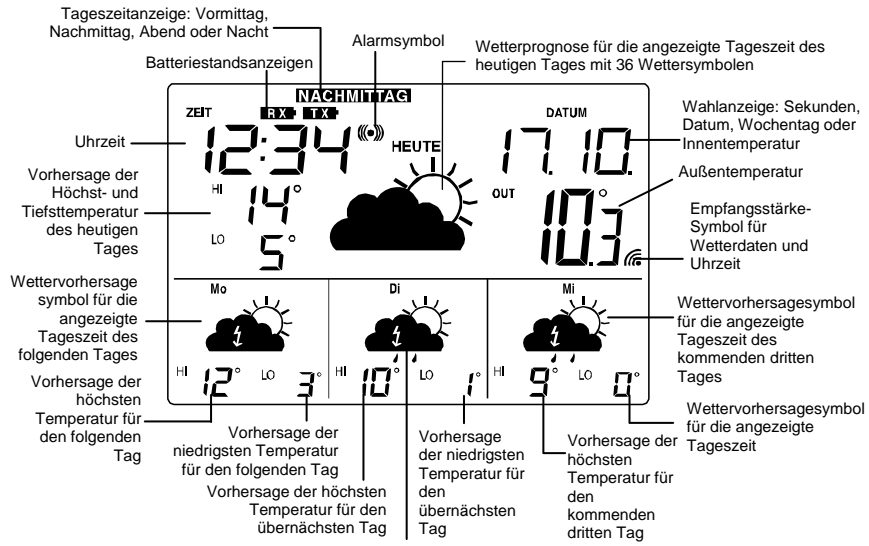 Tageszeitanzeige: Vormittag,
Nachmittag, Abend oder Nacht
Batteriestandsanzeigen
Alarmsymbol
Wetterprognose für die angezeigte Tageszeit des
heutigen Tages mit 36 Wettersymbolen
Uhrzeit
Vorhersage der
Höchst- und
Tiefsttemperatur
des heutigen
Tages
Wettervorhersage
symbol für die
angezeigte
Tageszeit des
folgenden Tages
Vorhersage der
höchsten
Temperatur für
den folgenden
Tag
NACHMITTAG
ZEIT
RX TX
12:34
HEUTE
DATUM
17.10.
HI
14°
LO
5°
OUT
10.3°
Mo
HI 12° LO 3°
Di
HI 10° LO 1°
Mi
HI 9° LO 0°
Wahlanzeige: Sekunden,
Datum, Wochentag oder
Innentemperatur
Außentemperatur
Empfangsstärke-
Symbol für
Wetterdaten und
Uhrzeit
Wettervorhersagesymbol
für die angezeigte
Tageszeit des
kommenden dritten
Tages
Wettervorhersagesymbol
für die angezeigte
Tageszeit
Vorhersage der
niedrigsten Temperatur
für den folgenden Tag
Vorhersage der höchsten
Temperatur für den
übernächsten Tag
Vorhersage
der niedrigsten
Temperatur für
den
übernächsten
Tag
Vorhersage der
höchsten
Temperatur für
den
kommenden
dritten Tag